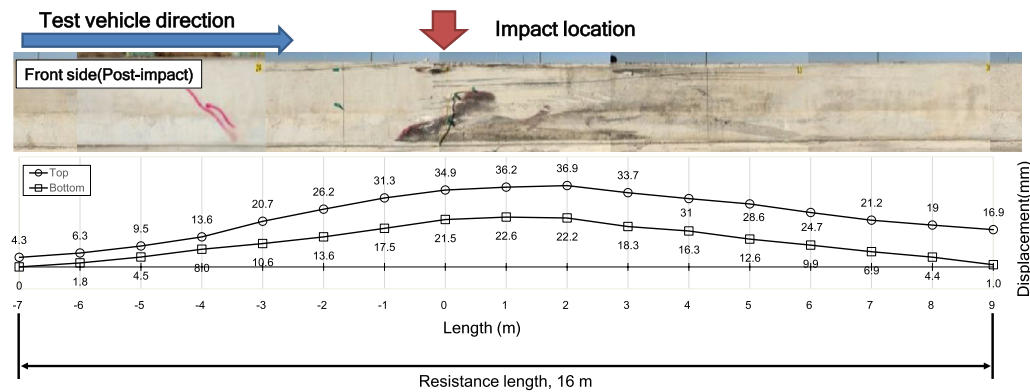 Test vehicle direction
Impact location
Front side(Post-impact)
Top
Bottom
4.3 6.3 9.5 13.6 20.7 26.2 31.3 34.9 36.2 36.9 33.7 31 28.6 24.7 21.2 19 16.9
0 1.8 4.5 8.0 10.6 13.6 17.5 21.5 22.6 22.2 18.3 16.3 12.6 9.9 6.9 4.4 1.0
Displacement(mm)
-7 -6 -5 -4 -3 -2 -1 0 1 2 3 4 5 6 7 8 9
Length (m)
Resistance length, 16 m